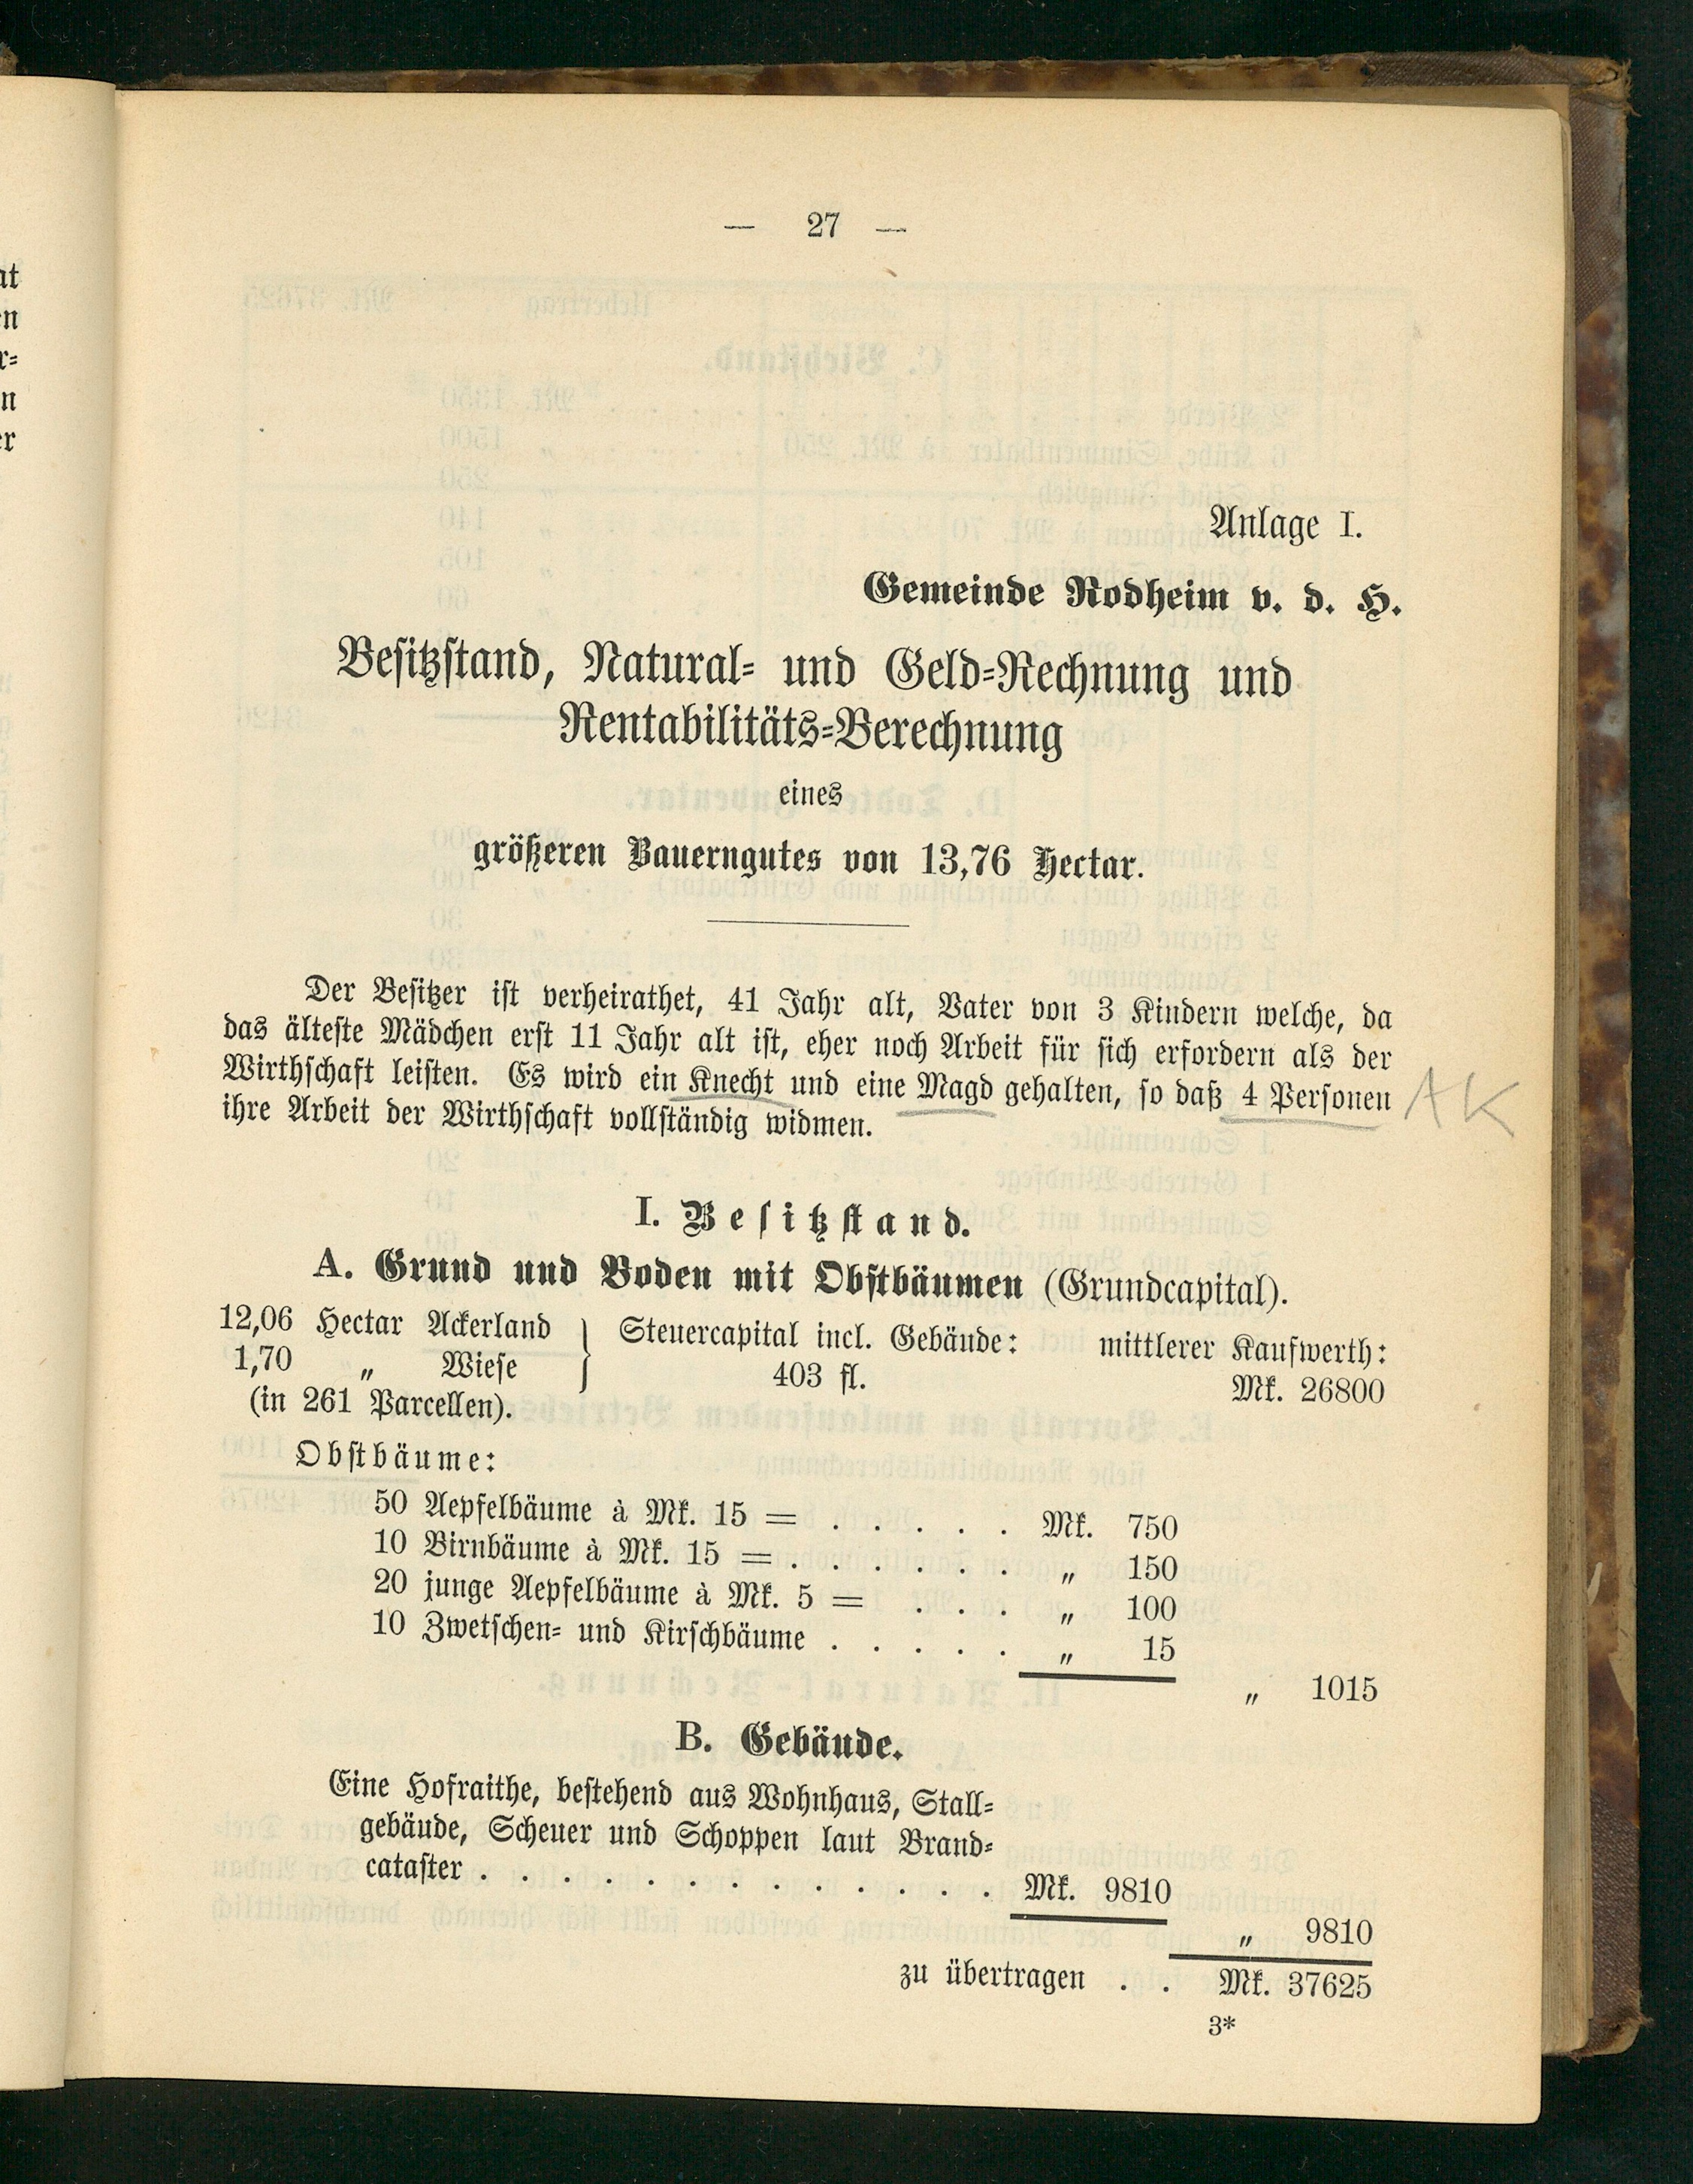 — 27 —
Anlage I.
Gemeinde Rodheim v. d. H.
Besitzstand, Natural- und Geld-Rechnung und
Rentabilitäts-Berechnung
eines
größeren Bauerngutes von 13,76 Hectar.
Der Besitzer ist verheirathet, 41 Jahr alt, Vater von 3 Kindern welche, da
das älteste Mädchen erst 11 Jahr alt ist, eher noch Arbeit für sich erfordern als der
Wirthschaft leisten. Es wird ein Knecht und eine Magd gehalten, so daß 4 Personen AK
ihre Arbeit der Wirthschaft vollständig widmen.
I. Besitzstand.
A. Grund und Boden mit Obstbäumen (Grundcapital).
12,06 Hectar Ackerland } Steuercapital incl. Gebäude: mittlerer Kaufwerth:
1,70 „ Wiese 403 fl. Mk. 26800
(in 261 Parcellen).
Obstbäume:
50 Aepfelbäume à Mk. 15 = . . . . . Mk. 750
10 Birnbäume à Mk. 15 = . . . . . . „ 150
20 junge Aepfelbäume à Mk. 5 = . . . „ 100
10 Zwetschen- und Kirschbäume . . . . . „ 15
„ 1015
B. Gebäude.
Eine Hofraithe, bestehend aus Wohnhaus, Stall-
gebäude, Scheuer und Schoppen laut Brand-
cataster . . . . . . . . . . . . . Mk. 9810
„ 9810
zu übertragen . . Mk. 37625
3*